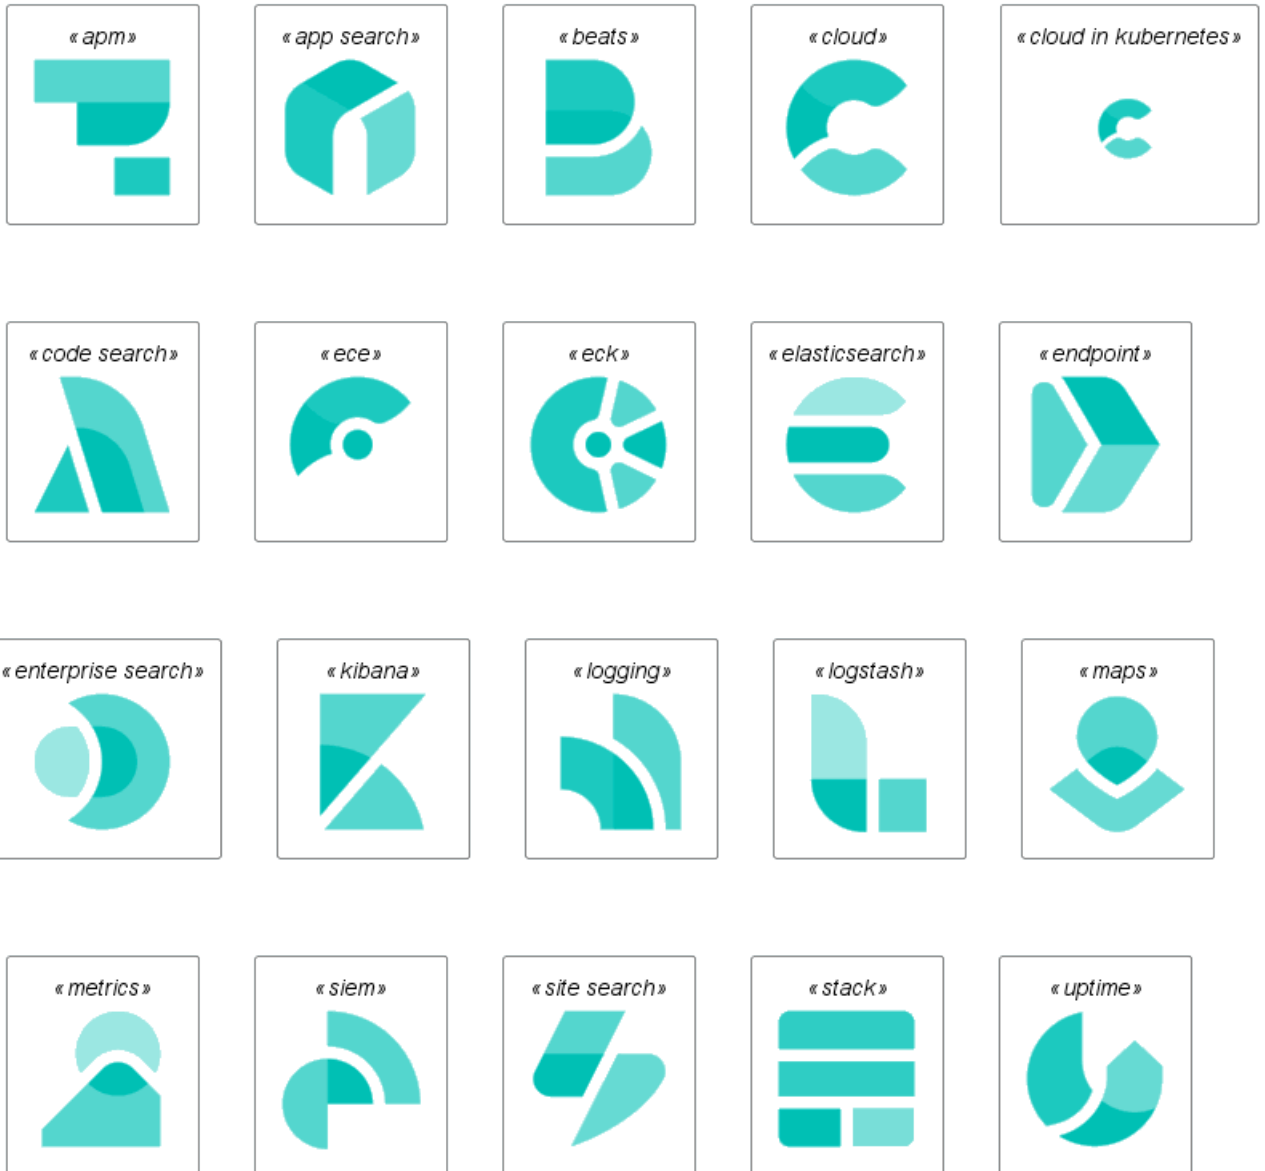 «apm»
«app search»
«beats»
«cloud»
«cloud in kubernetes»
«code search»
«ece»
«eck»
«elasticsearch»
«endpoint»
«enterprise search»
«kibana»
«logging»
«logstash»
«maps»
«metrics»
«siem»
«site search»
«stack»
«uptime»